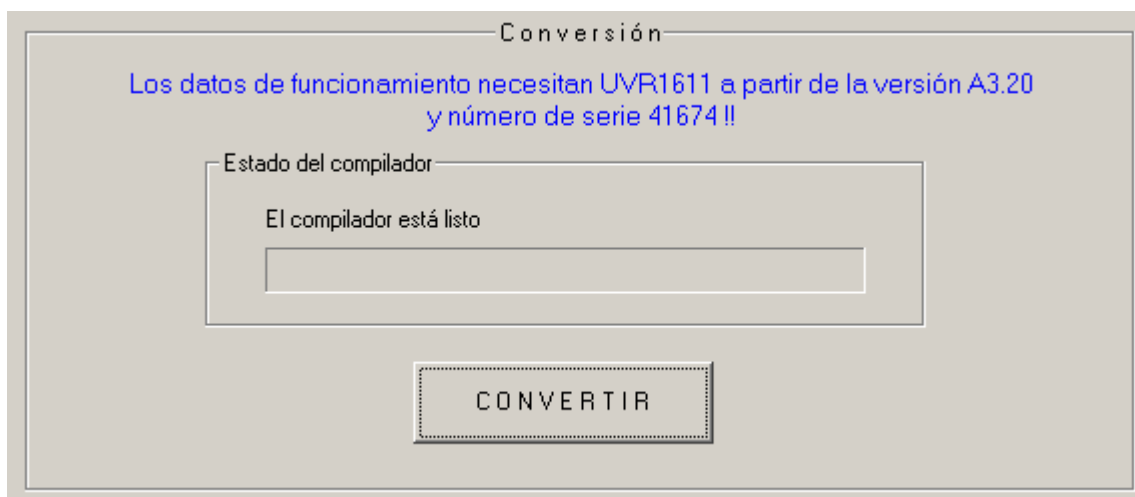 Conversión
Los datos de funcionamiento necesitan UVR1611 a partir de la versión A3.20
y número de serie 41674 !!
Estado del compilador
El compilador está listo
CONVERTIR